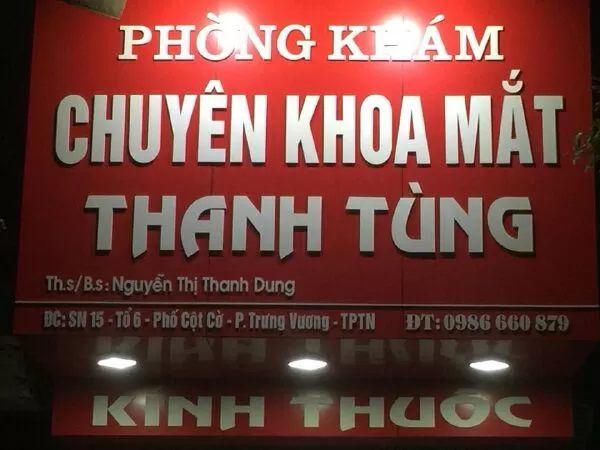 PHÒNG KHÁM
CHUYÊN KHOA MẮT
THANH TÙNG
Th.s/B.s: Nguyễn Thị Thanh Dung
ĐC: SN 15 - Tổ 6 - Phố Cột Cờ - P. Trưng Vương - TPTN ĐT: 0986 660 879
KÍNH THUỐC